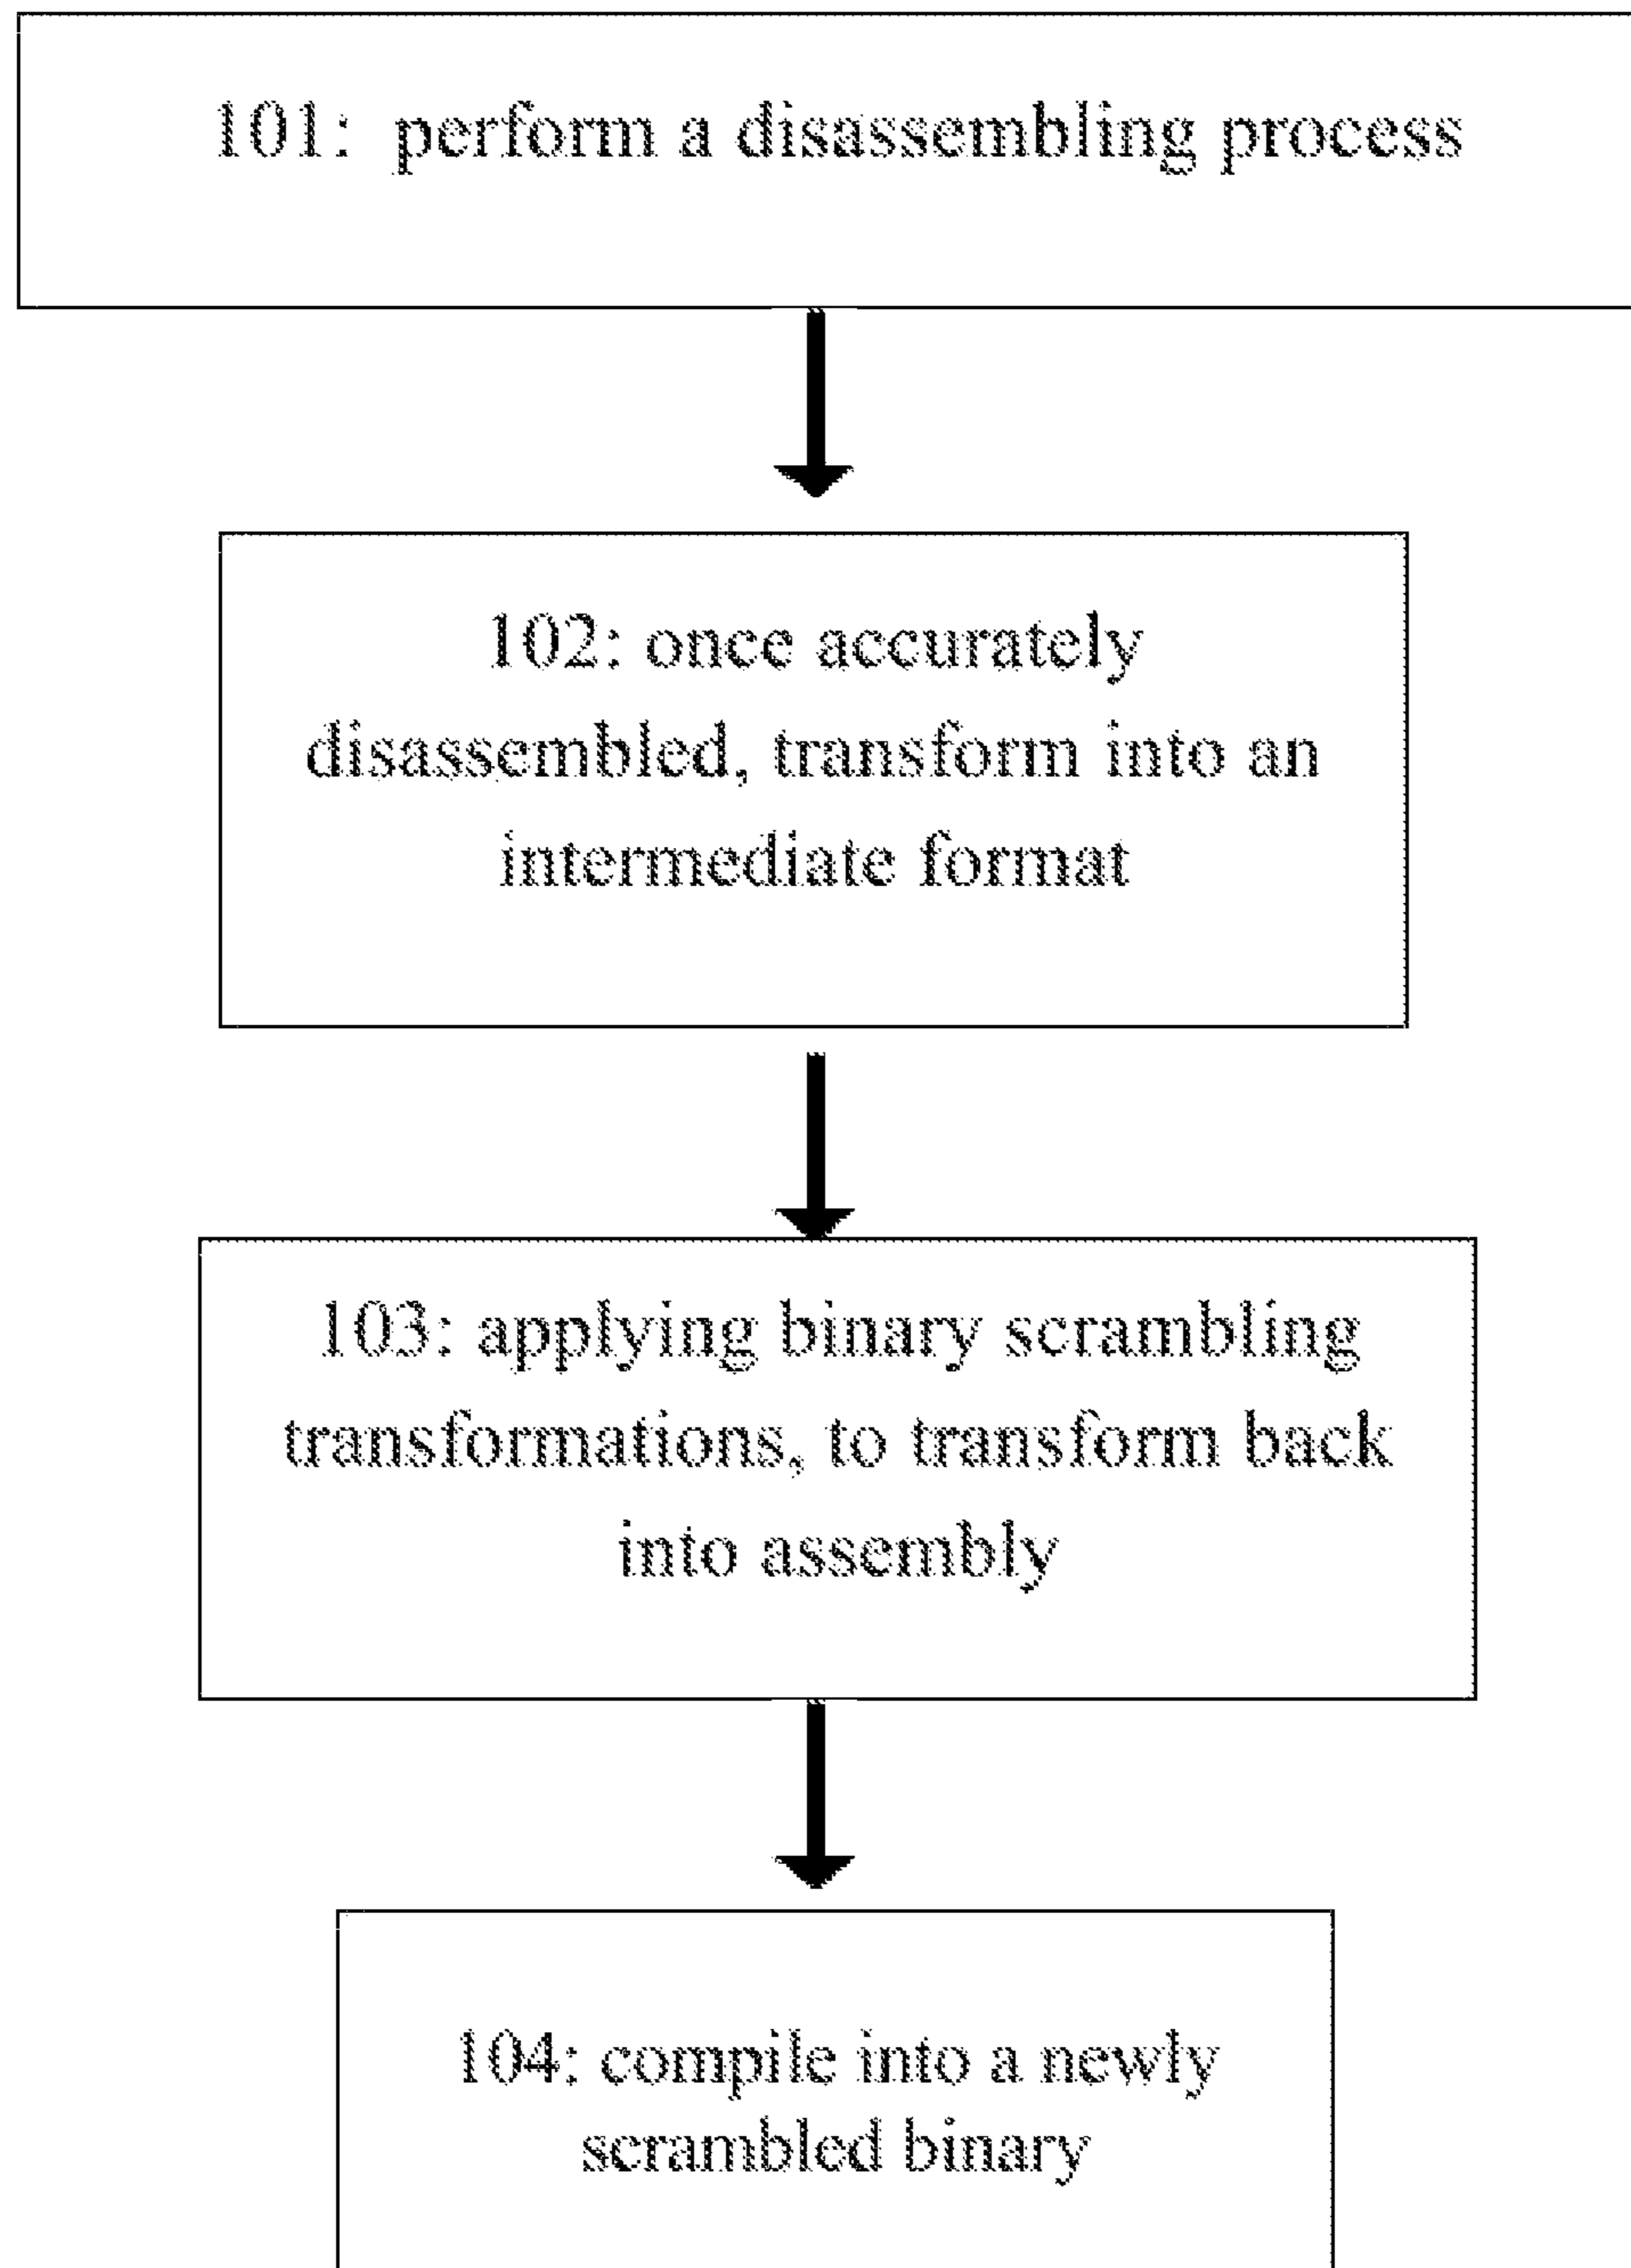 101: perform a disassembling process
102: once accurately
disassembled, transform into an
intermediate format
103: applying binary scrambling
transformations, to transform back
into assembly
104: compile into a newly
scrambled binary